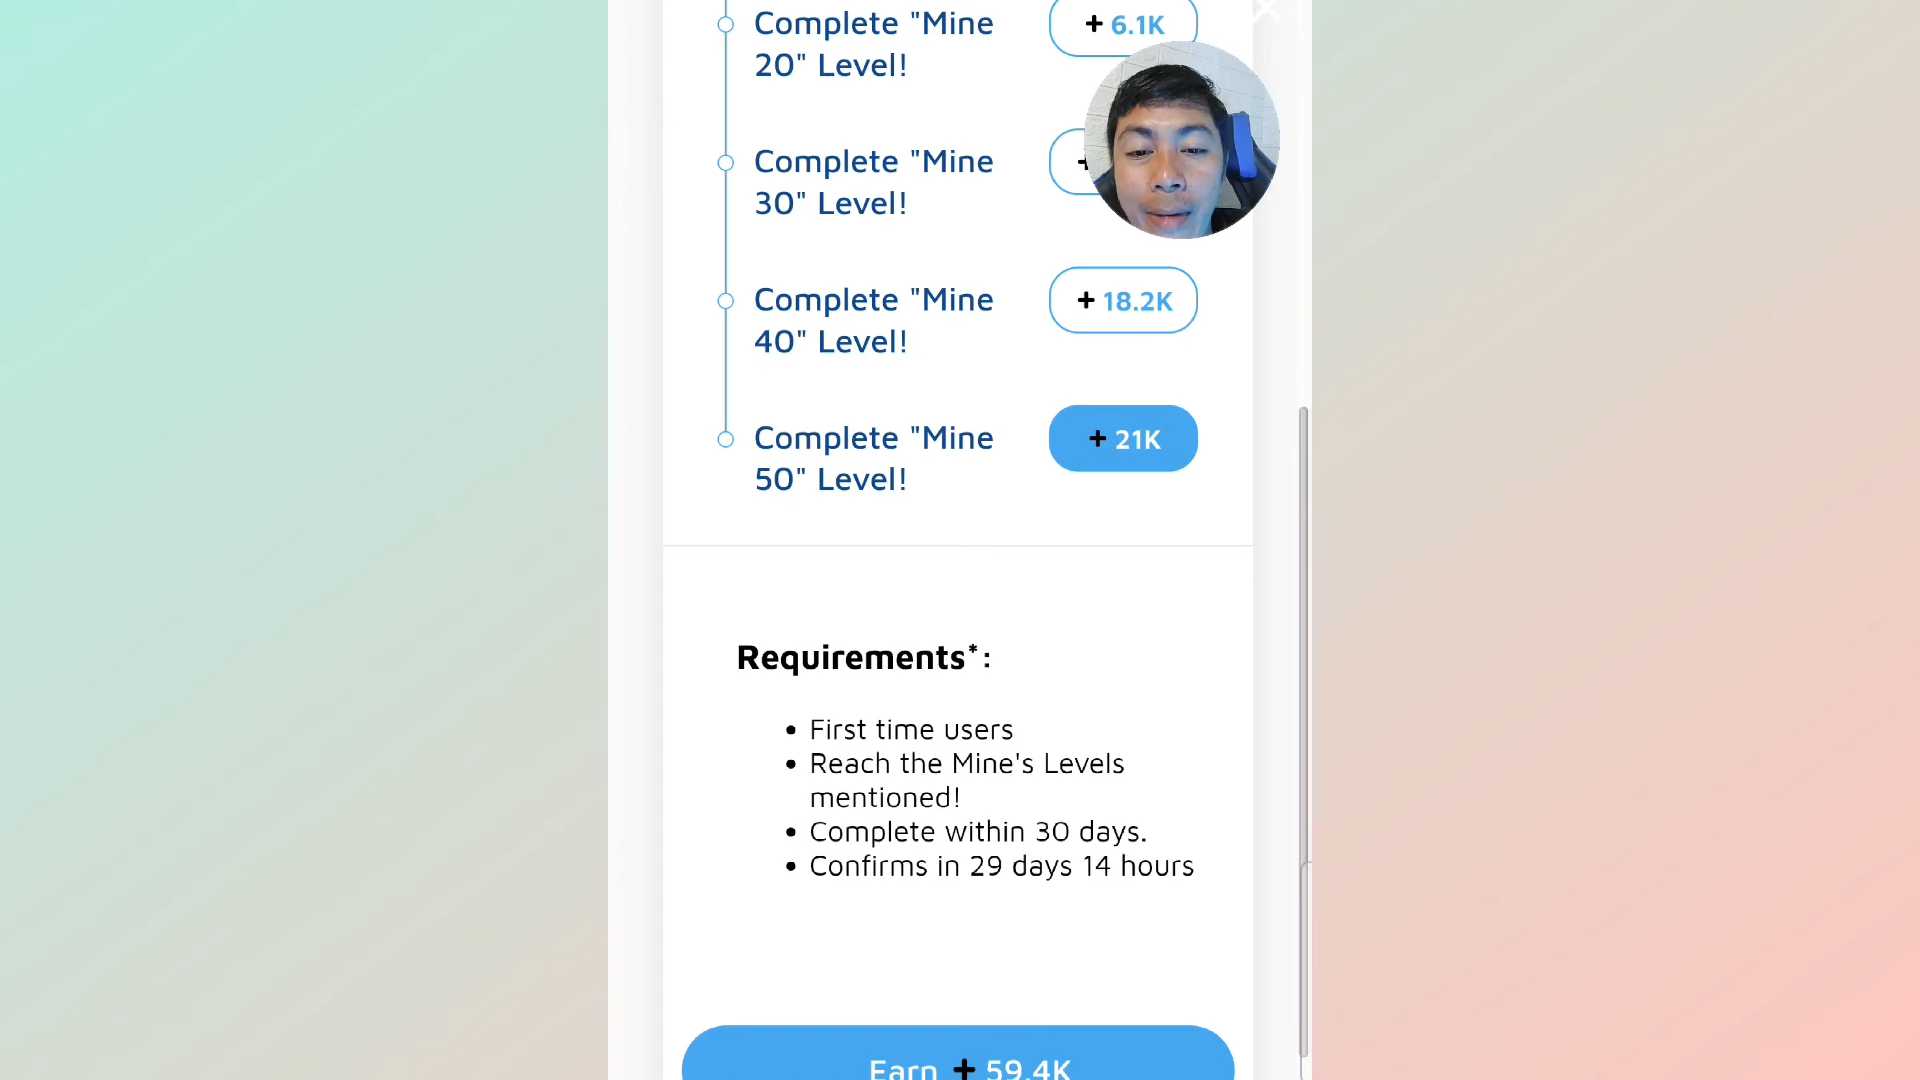 Complete "Mine
20" Level!
+ 6.1K
Complete "Mine
30" Level!
+
Complete "Mine
40" Level!
+ 18.2K
Complete "Mine
50" Level!
+ 21K
Requirements*:
• First time users
• Reach the Mine's Levels
mentioned!
• Complete within 30 days.
• Confirms in 29 days 14 hours
Earn + 59.4K